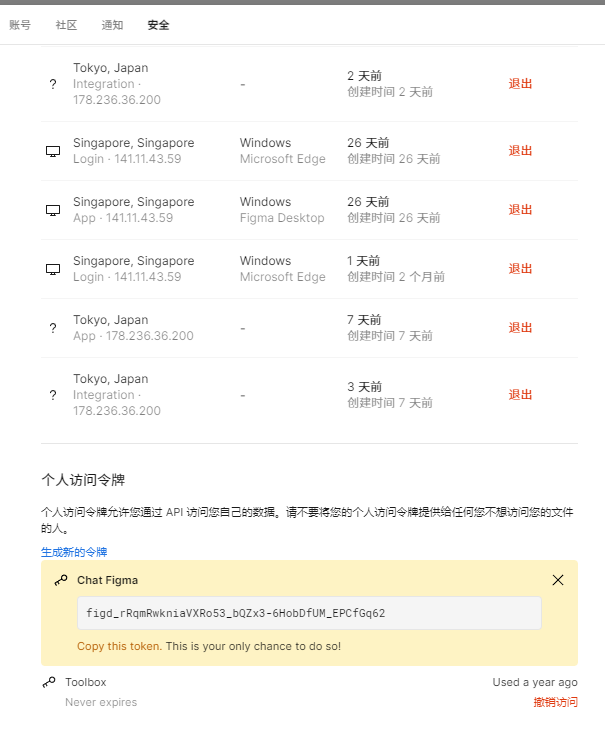 账号 社区 通知 安全
Tokyo, Japan
Integration ·
178.236.36.200
-
2 天前
创建时间 2 天前
退出
Singapore, Singapore
Login · 141.11.43.59
Windows
Microsoft Edge
26 天前
创建时间 26 天前
退出
Singapore, Singapore
App · 141.11.43.59
Windows
Figma Desktop
26 天前
创建时间 26 天前
退出
Singapore, Singapore
Login · 141.11.43.59
Windows
Microsoft Edge
1 天前
创建时间 2 个月前
退出
?
Tokyo, Japan
App · 178.236.36.200
-
7 天前
创建时间 7 天前
退出
?
Tokyo, Japan
Integration ·
178.236.36.200
-
3 天前
创建时间 7 天前
退出
个人访问令牌
个人访问令牌允许您通过 API 访问您自己的数据。请不要将您的个人访问令牌提供给任何您不想访问您的文件
的人。
生成新的令牌
Chat Figma
figd_rRqmRwkniaVXRo53_bQZx3-6HobDfUM_EPCfGq62
Copy this token. This is your only chance to do so!
Toolbox
Used a year ago
Never expires
撤销访问